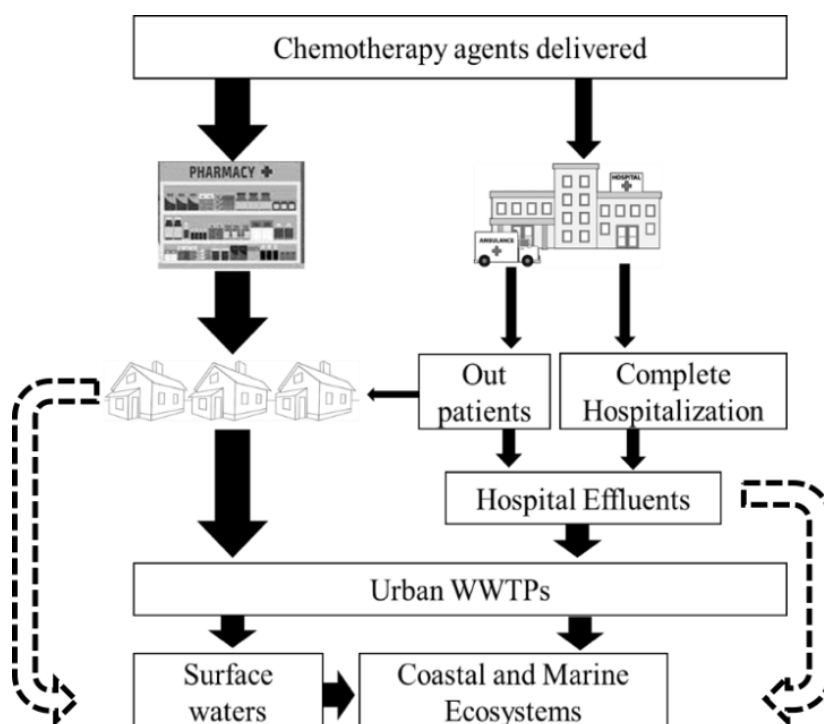 Chemotherapy agents delivered
PHARMACY
HOSPITAL
AMBULANCE
Out
patients
Complete
Hospitalization
Hospital Effluents
Urban WWTPs
Surface
waters
Coastal and Marine
Ecosystems